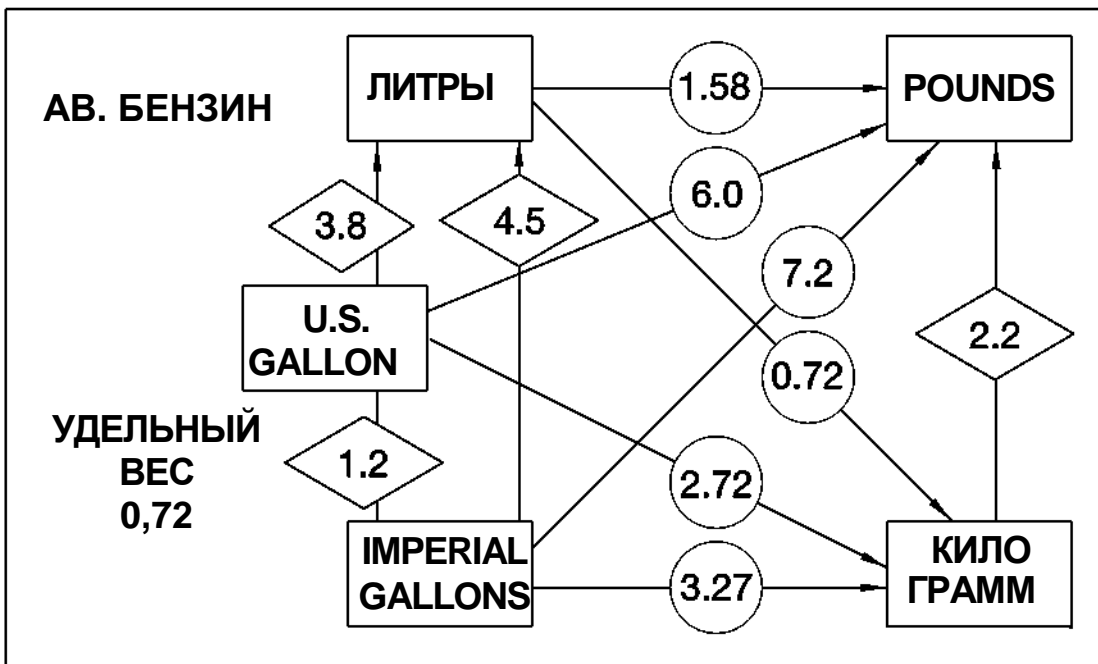 АВ. БЕНЗИН
ЛИТРЫ
1.58
POUNDS
6.0
3.8
4.5
7.2
U.S.
GALLON
2.2
0.72
УДЕЛЬНЫЙ
ВЕС
0,72
1.2
2.72
IMPERIAL
GALLONS
3.27
КИЛО
ГРАММ